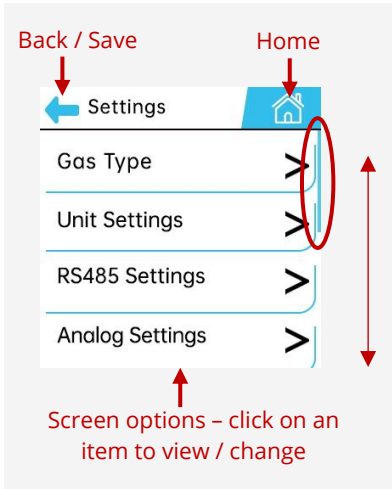 Back / Save
Home
Settings
Gas Type
Unit Settings
RS485 Settings
Analog Settings
Screen options – click on an
item to view / change